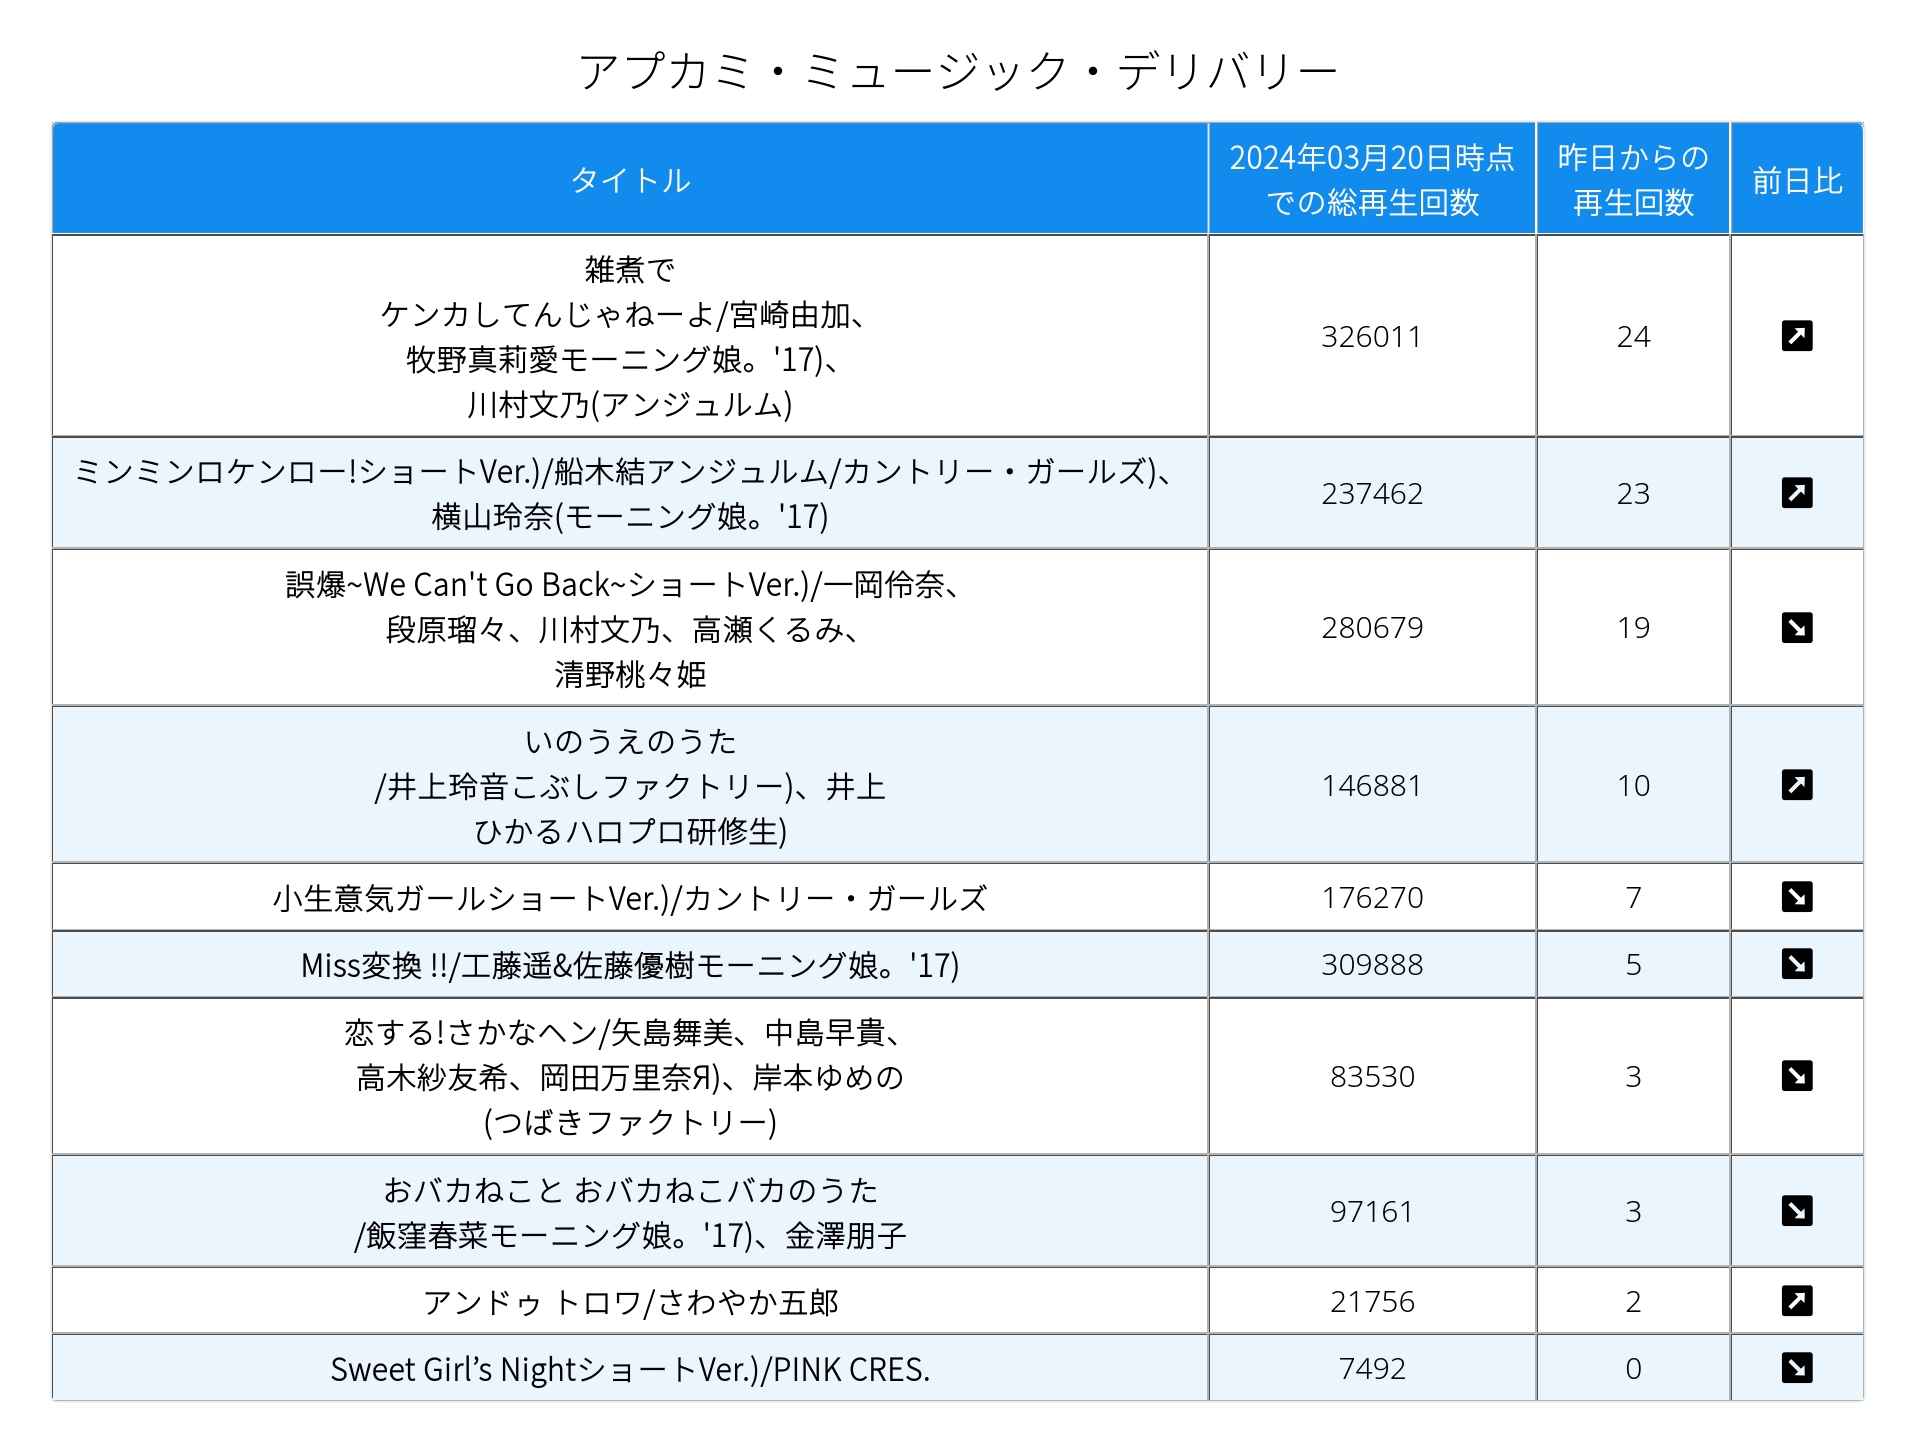 アプカミ・ミュージック・デリバリー
タイトル
2024年03月20日時点
での総再生回数
昨日からの
再生回数
前日比
雑煮で
ケンカしてんじゃねーよ/宮崎由加、
牧野真莉愛モーニング娘。'17)、
川村文乃(アンジュルム)
326011
24
ミンミンロケンロー!ショートVer.)/船木結アンジュルム/カントリー・ガールズ)、
横山玲奈(モーニング娘。'17)
237462
23
誤爆~We Can't Go Back~ショートVer.)/一岡伶奈、
段原瑠々、川村文乃、高瀬くるみ、
清野桃々姫
280679
19
いのうえのうた
/井上玲音こぶしファクトリー)、井上
ひかるハロプロ研修生)
146881
10
小生意気ガールショートVer.)/カントリー・ガールズ
176270
7
Miss変換 !!/工藤遥&佐藤優樹モーニング娘。'17)
309888
5
恋する!さかなヘン/矢島舞美、中島早貴、
高木紗友希、岡田万里奈Я)、岸本ゆめの
(つばきファクトリー)
83530
3
おバカねこと おバカねこバカのうた
/飯窪春菜モーニング娘。'17)、金澤朋子
97161
3
アンドゥ トロワ/さわやか五郎
21756
2
Sweet Girl’s NightショートVer.)/PINK CRES.
7492
0